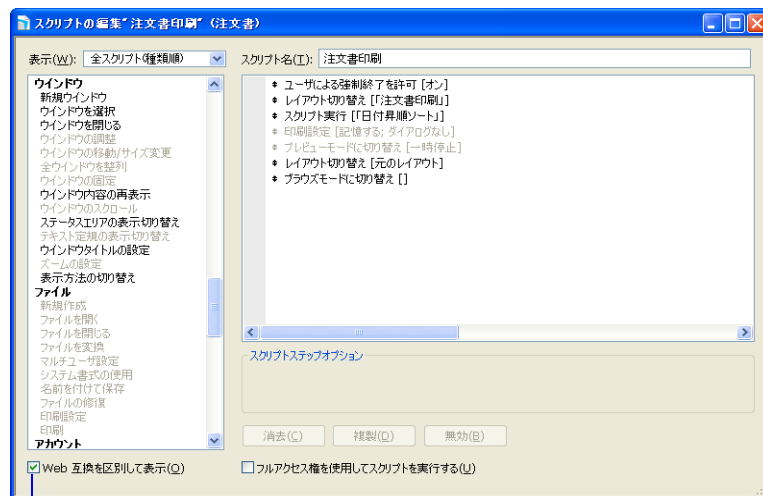 スクリプトの編集“注文書印刷”（注文書）
表示(W): 全スクリプト(種類順)
スクリプト名(T): 注文書印刷
ウインドウ
新規ウインドウ
ウインドウを選択
ウインドウを閉じる
ウインドウの調整
ウインドウの移動/サイズ変更
全ウインドウを整列
ウインドウの固定
ウインドウ内容の再表示
ウインドウのスクロール
ステータスエリアの表示切り替え
テキスト定規の表示切り替え
ウインドウタイトルの設定
ズームの設定
表示方法の切り替え
ファイル
新規作成
ファイルを開く
ファイルを閉じる
ファイルを変換
マルチユーザ設定
システム書式の使用
名前を付けて保存
ファイルの修復
印刷設定
印刷
アカウント
ユーザによる強制終了を許可 [オン]
レイアウト切り替え [「注文書印刷」]
スクリプト実行 [「日付昇順ソート」]
印刷設定 [記憶する; ダイアログなし]
プレビューモードに切り替え [一時停止]
レイアウト切り替え [元のレイアウト]
ブラウズモードに切り替え []
スクリプトステップオプション
消去(C) 複製(D) 無効(B)
Web 互換を区別して表示(O)
フルアクセス権を使用してスクリプトを実行する(U)